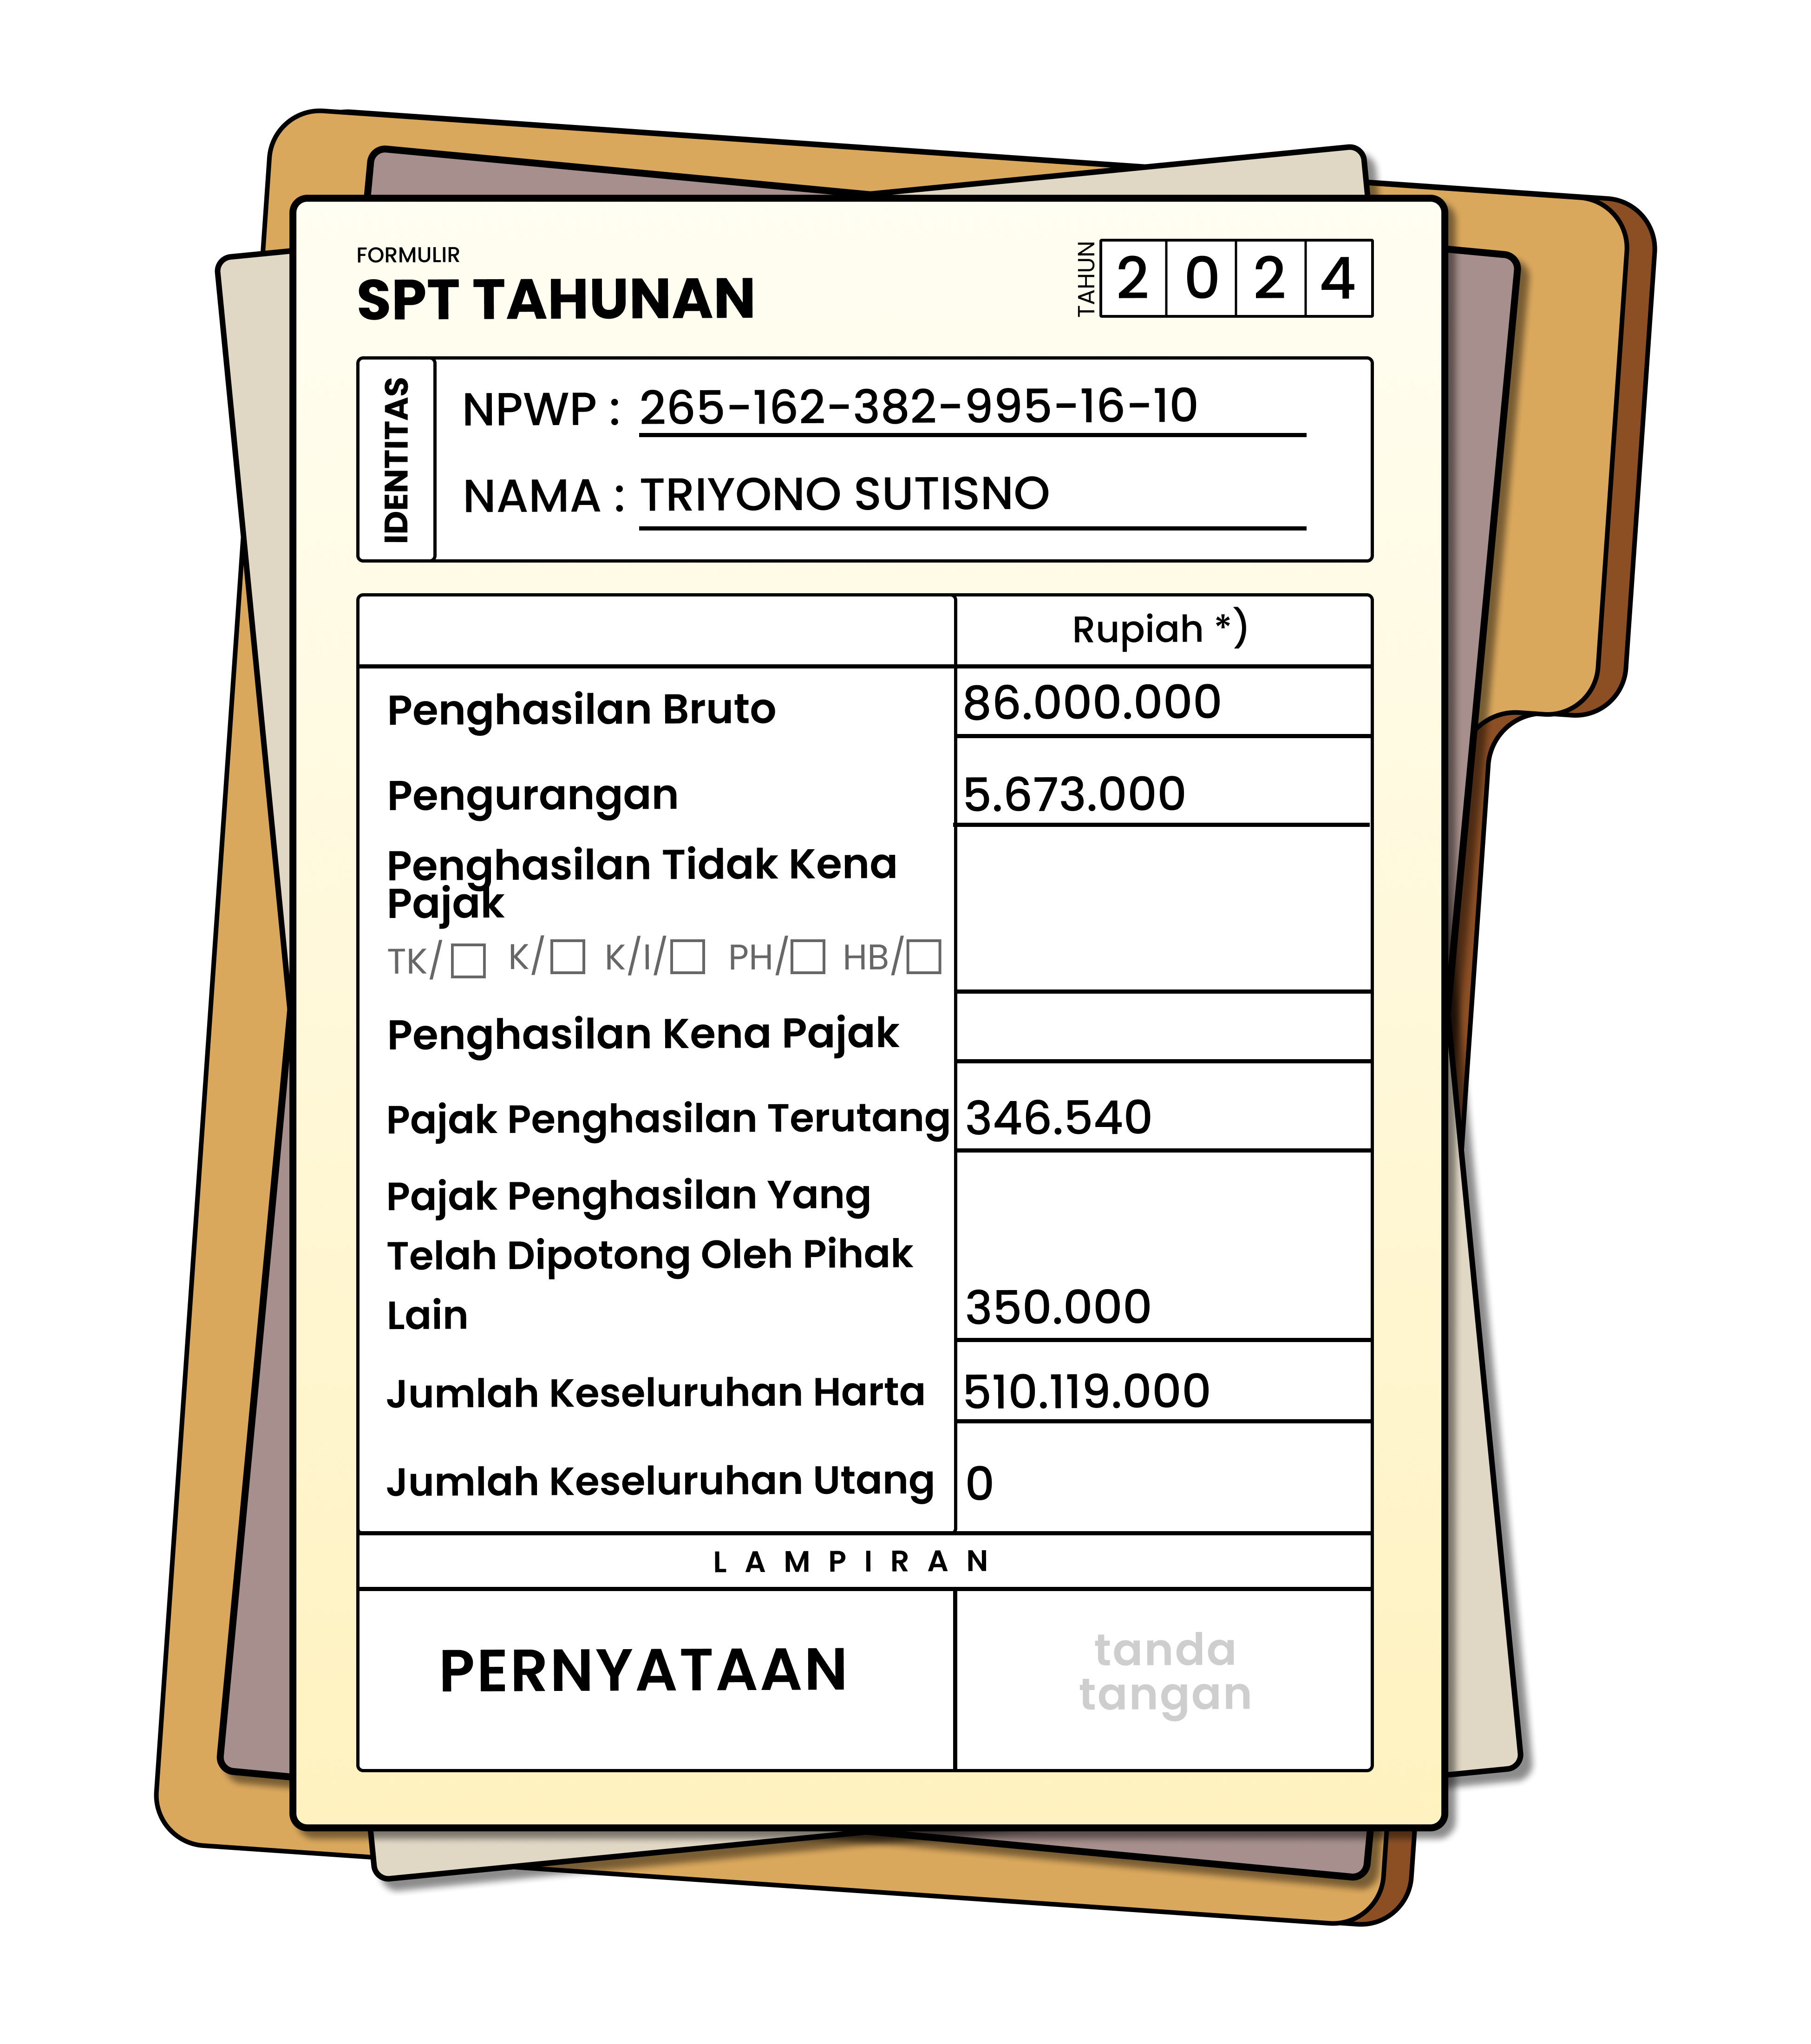 FORMULIR
SPT TAHUNAN
TAHUN 2 0 2 4
IDENTITAS
NPWP : 265-162-382-995-16-10
NAMA : TRIYONO SUTISNO
Rupiah *)
Penghasilan Bruto 86.000.000
Pengurangan 5.673.000
Penghasilan Tidak Kena
Pajak
TK/ K/ K/I/ PH/ HB/
Penghasilan Kena Pajak
Pajak Penghasilan Terutang 346.540
Pajak Penghasilan Yang
Telah Dipotong Oleh Pihak
Lain 350.000
Jumlah Keseluruhan Harta 510.119.000
Jumlah Keseluruhan Utang 0
LAMPIRAN
PERNYATAAN
tanda
tangan